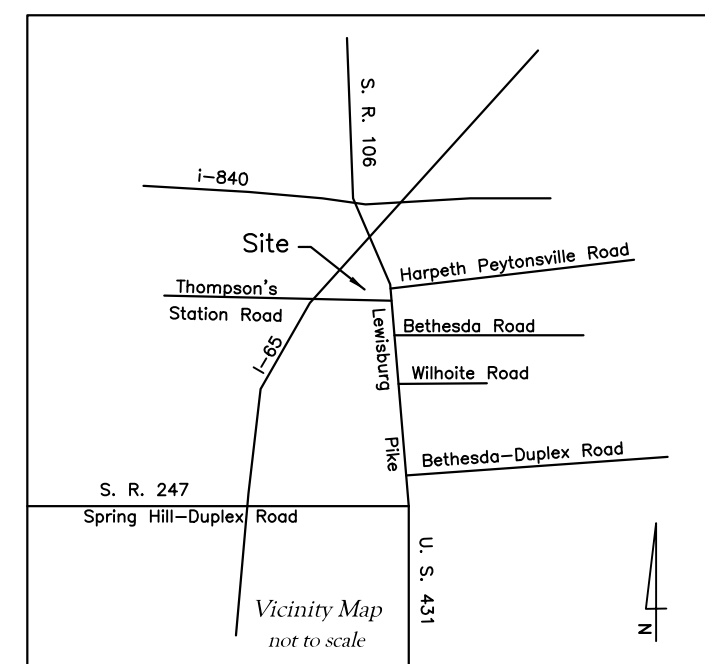 S. R. 106
i-840
Site
Harpeth Peytonsville Road
Thompson's
Station Road
Lewisburg
Bethesda Road
I-65
Wilhoite Road
Pike
Bethesda-Duplex Road
S. R. 247
Spring Hill-Duplex Road
U. S. 431
Vicinity Map
not to scale
N